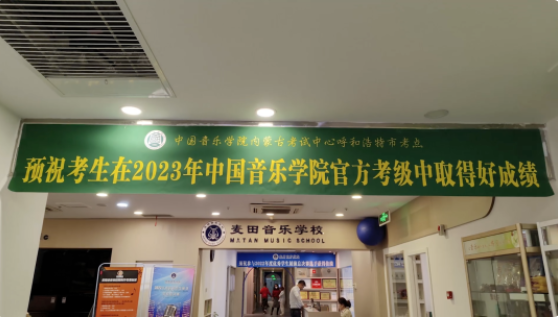 中国音乐学院内蒙古考试中心呼和浩特市考点
预祝考生在2023年中国音乐学院官方考级中取得好成绩
麦田音乐学校
MATAN MUSIC SCHOOL